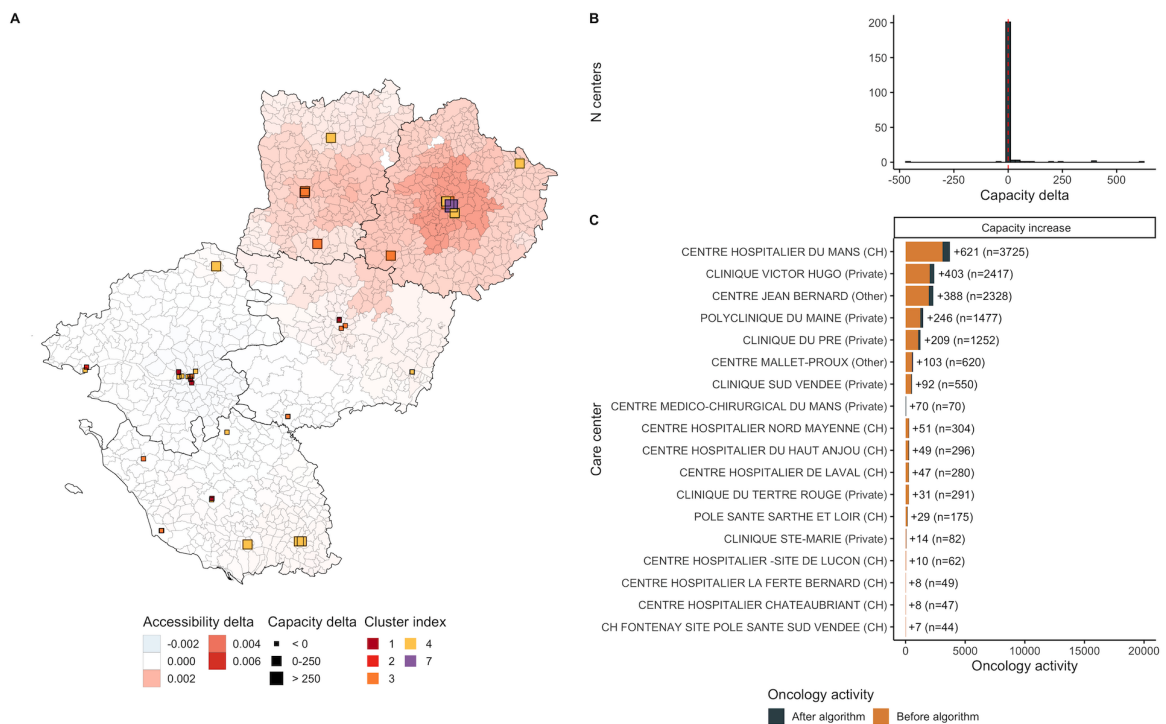 A
Accessibility delta
-0.002
0.000
0.002
0.004
0.006
Capacity delta
< 0
0-250
> 250
Cluster index
1
2
3
4
7
B
N centers
200
150
100
50
0
-500
-250
0
250
500
Capacity delta
C
Care center
Capacity increase
CENTRE HOSPITALIER DU MANS (CH) +621 (n=3725)
CLINIQUE VICTOR HUGO (Private) +403 (n=2417)
CENTRE JEAN BERNARD (Other) +388 (n=2328)
POLYCLINIQUE DU MAINE (Private) +246 (n=1477)
CLINIQUE DU PRE (Private) +209 (n=1252)
CENTRE MALLET-PROUX (Other) +103 (n=620)
CLINIQUE SUD VENDEE (Private) +92 (n=550)
CENTRE MEDICO-CHIRURGICAL DU MANS (Private) +70 (n=70)
CENTRE HOSPITALIER NORD MAYENNE (CH) +51 (n=304)
CENTRE HOSPITALIER DU HAUT ANJOU (CH) +49 (n=296)
CENTRE HOSPITALIER DE LAVAL (CH) +47 (n=280)
CLINIQUE DU TERTRE ROUGE (Private) +31 (n=291)
POLE SANTE SARTHE ET LOIR (CH) +29 (n=175)
CLINIQUE STE-MARIE (Private) +14 (n=82)
CENTRE HOSPITALIER -SITE DE LUCON (CH) +10 (n=62)
CENTRE HOSPITALIER LA FERTE BERNARD (CH) +8 (n=49)
CENTRE HOSPITALIER CHATEAUBRIANT (CH) +8 (n=47)
CH FONTENAY SITE POLE SANTE SUD VENDEE (CH) +7 (n=44)
0 5000 10000 15000 20000
Oncology activity
Oncology activity
After algorithm
Before algorithm